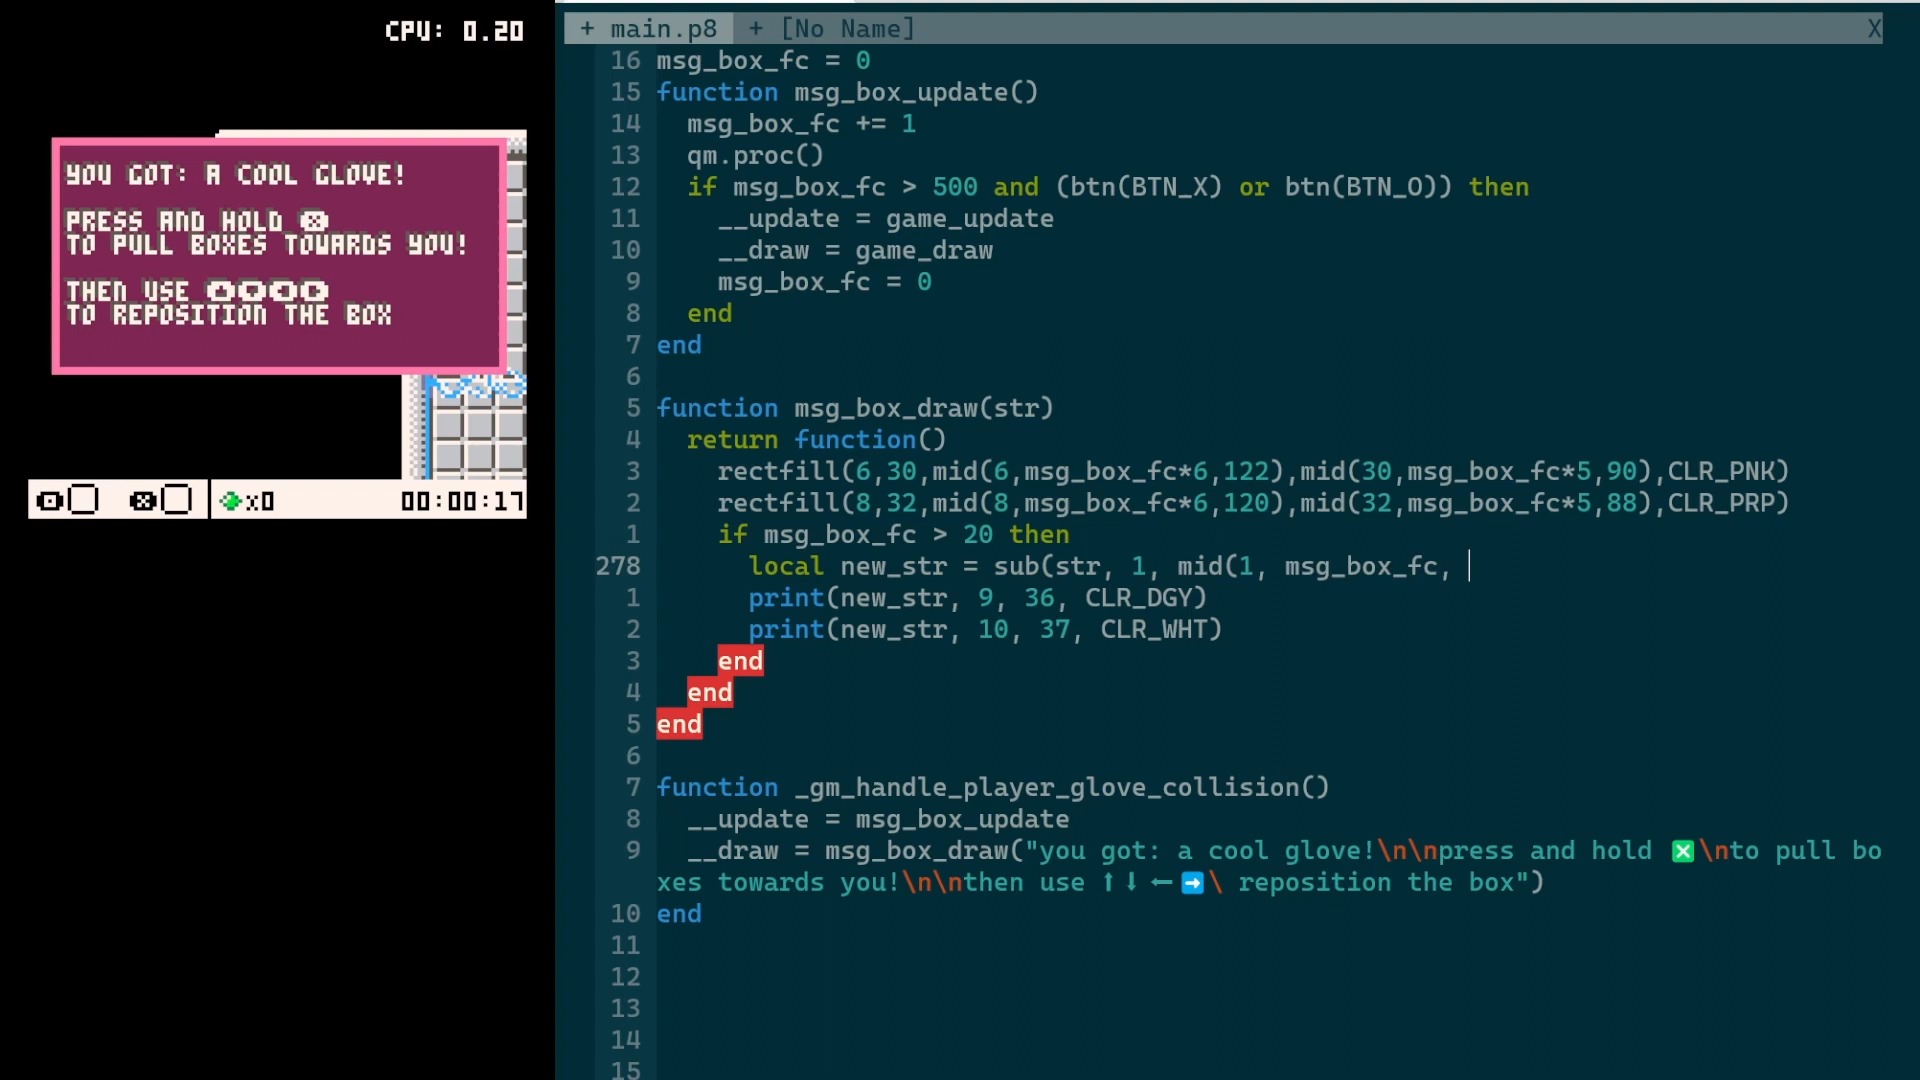 CPU: 0.20
YOU GOT: A COOL GLOVE!
PRESS AND HOLD ❎
TO PULL BOXES TOWARDS YOU!
THEN USE ⬆⬇⬅➡
TO REPOSITION THE BOX
🅾 ❎ x0 00:00:17
+ main.p8 + [No Name] X
16 msg_box_fc = 0
15 function msg_box_update()
14 msg_box_fc += 1
13 qm.proc()
12 if msg_box_fc > 500 and (btn(BTN_X) or btn(BTN_O)) then
11 __update = game_update
10 __draw = game_draw
9 msg_box_fc = 0
8 end
7 end
6
5 function msg_box_draw(str)
4 return function()
3 rectfill(6,30,mid(6,msg_box_fc*6,122),mid(30,msg_box_fc*5,90),CLR_PNK)
2 rectfill(8,32,mid(8,msg_box_fc*6,120),mid(32,msg_box_fc*5,88),CLR_PRP)
1 if msg_box_fc > 20 then
278 local new_str = sub(str, 1, mid(1, msg_box_fc,
1 print(new_str, 9, 36, CLR_DGY)
2 print(new_str, 10, 37, CLR_WHT)
3 end
4 end
5 end
6
7 function _gm_handle_player_glove_collision()
8 __update = msg_box_update
9 __draw = msg_box_draw("you got: a cool glove!\n\npress and hold ❎\nto pull bo
xes towards you!\n\nthen use ⬆⬇⬅➡\ reposition the box")
10 end
11
12
13
14
15